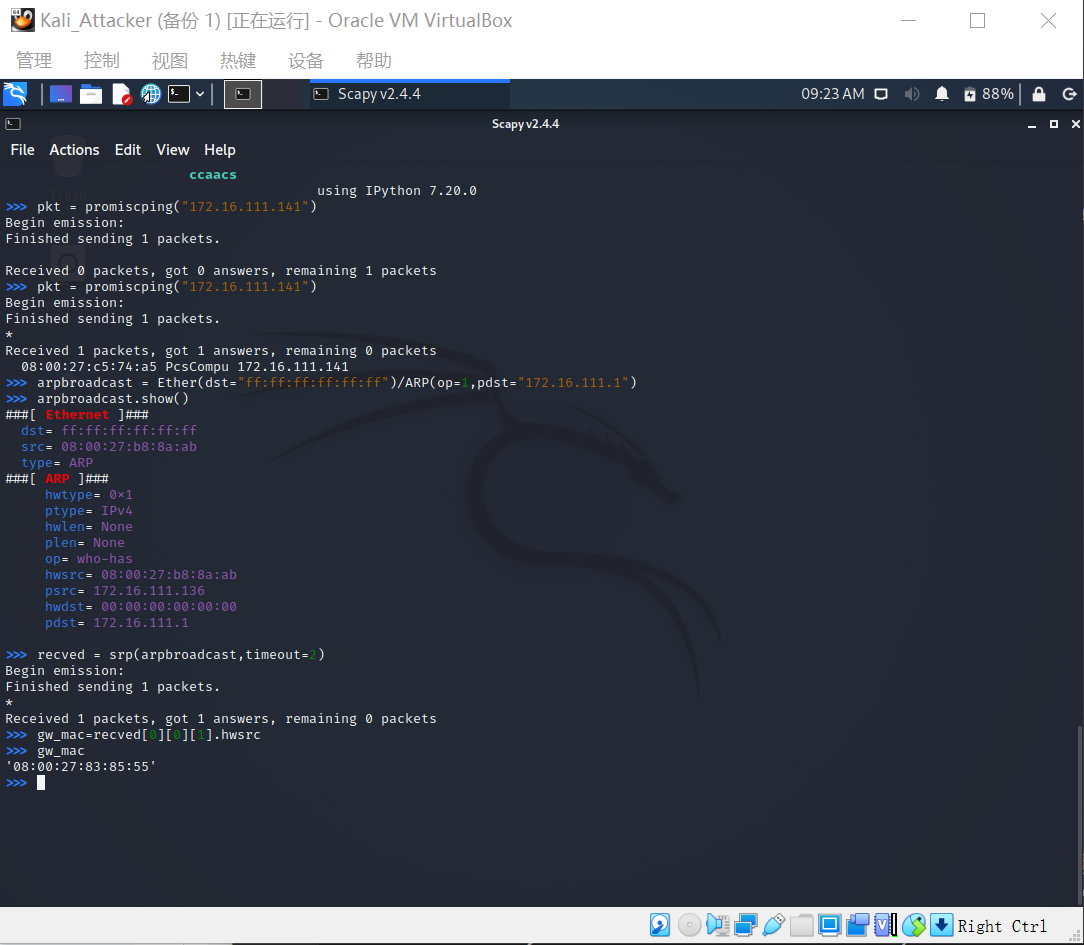 Kali_Attacker (备份 1) [正在运行] - Oracle VM VirtualBox
管理 控制 视图 热键 设备 帮助
Scapy v2.4.4 09:23 AM 88%
Scapy v2.4.4
File Actions Edit View Help
ccaacs
using IPython 7.20.0
>>> pkt = promiscping("172.16.111.141")
Begin emission:
Finished sending 1 packets.
Received 0 packets, got 0 answers, remaining 1 packets
>>> pkt = promiscping("172.16.111.141")
Begin emission:
Finished sending 1 packets.
*
Received 1 packets, got 1 answers, remaining 0 packets
08:00:27:c5:74:a5 PcsCompu 172.16.111.141
>>> arpbroadcast = Ether(dst="ff:ff:ff:ff:ff:ff")/ARP(op=1,pdst="172.16.111.1")
>>> arpbroadcast.show()
###[ Ethernet ]###
dst= ff:ff:ff:ff:ff:ff
src= 08:00:27:b8:8a:ab
type= ARP
###[ ARP ]###
hwtype= 0×1
ptype= IPv4
hwlen= None
plen= None
op= who-has
hwsrc= 08:00:27:b8:8a:ab
psrc= 172.16.111.136
hwdst= 00:00:00:00:00:00
pdst= 172.16.111.1
>>> recved = srp(arpbroadcast,timeout=2)
Begin emission:
Finished sending 1 packets.
*
Received 1 packets, got 1 answers, remaining 0 packets
>>> gw_mac=recved[0][0][1].hwsrc
>>> gw_mac
'08:00:27:83:85:55'
>>>
Right Ctrl